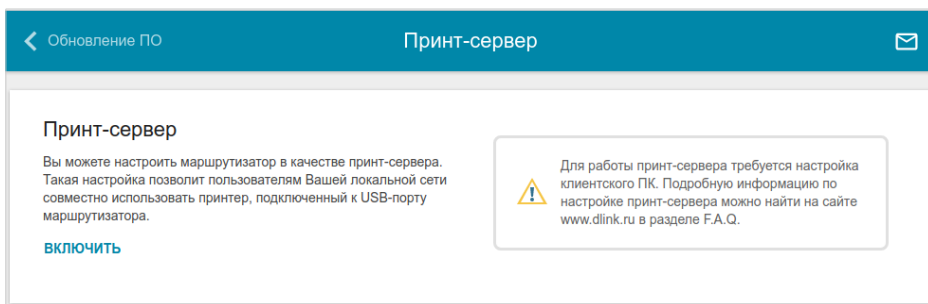 Обновление ПО
Принт-сервер
Принт-сервер
Вы можете настроить маршрутизатор в качестве принт-сервера.
Такая настройка позволит пользователям Вашей локальной сети
совместно использовать принтер, подключенный к USB-порту
маршрутизатора.
ВКЛЮЧИТЬ
Для работы принт-сервера требуется настройка
клиентского ПК. Подробную информацию по
настройке принт-сервера можно найти на сайте
www.dlink.ru в разделе F.A.Q.